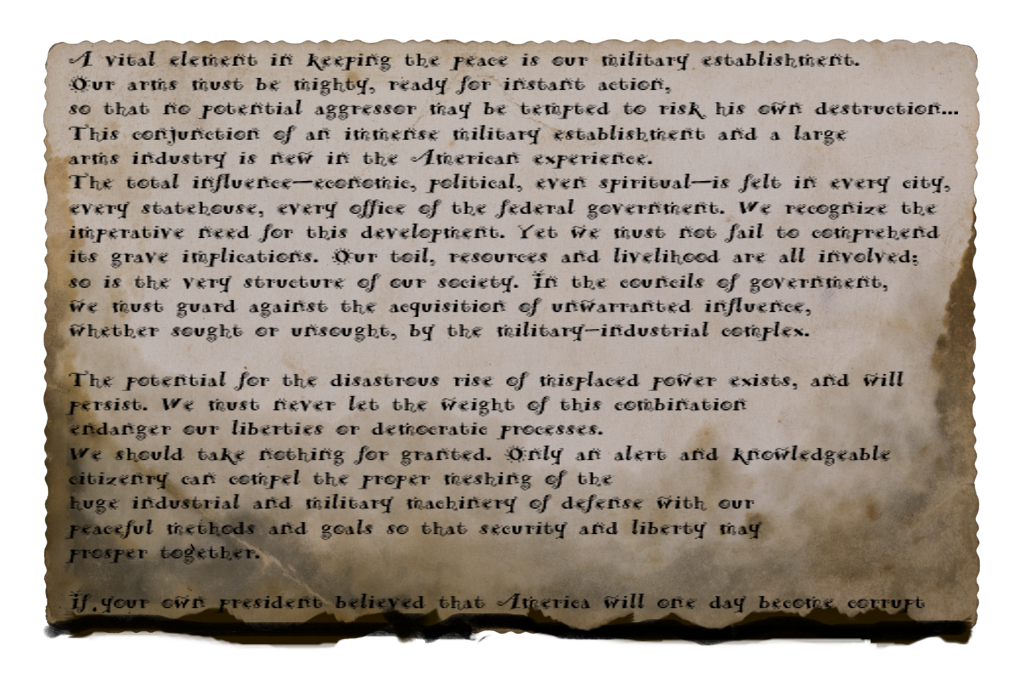 A vital element in keeping the peace is our military establishment.
Our arms must be mighty, ready for instant action,
so that no potential aggressor may be tempted to risk his own destruction...
This conjunction of an immense military establishment and a large
arms industry is new in the American experience.
The total influence—economic, political, even spiritual—is felt in every city,
every statehouse, every office of the federal government. We recognize the
imperative need for this development. Yet we must not fail to comprehend
its grave implications. Our toil, resources and livelihood are all involved;
so is the very structure of our society. In the councils of government,
we must guard against the acquisition of unwarranted influence,
whether sought or unsought, by the military—industrial complex.
The potential for the disastrous rise of misplaced power exists, and will
persist. We must never let the weight of this combination
endanger our liberties or democratic processes.
We should take nothing for granted. Only an alert and knowledgeable
citizenry can compel the proper meshing of the
huge industrial and military machinery of defense with our
peaceful methods and goals so that security and liberty may
prosper together.
if,your own president believed that America will one day become corrupt